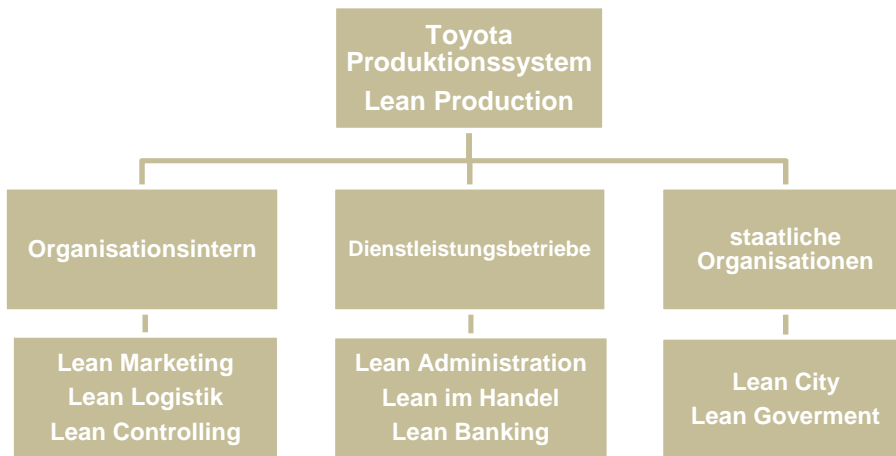 Toyota
Produktionssystem
Lean Production
Organisationsintern
Dienstleistungsbetriebe
staatliche
Organisationen
Lean Marketing
Lean Logistik
Lean Controlling
Lean Administration
Lean im Handel
Lean Banking
Lean City
Lean Goverment